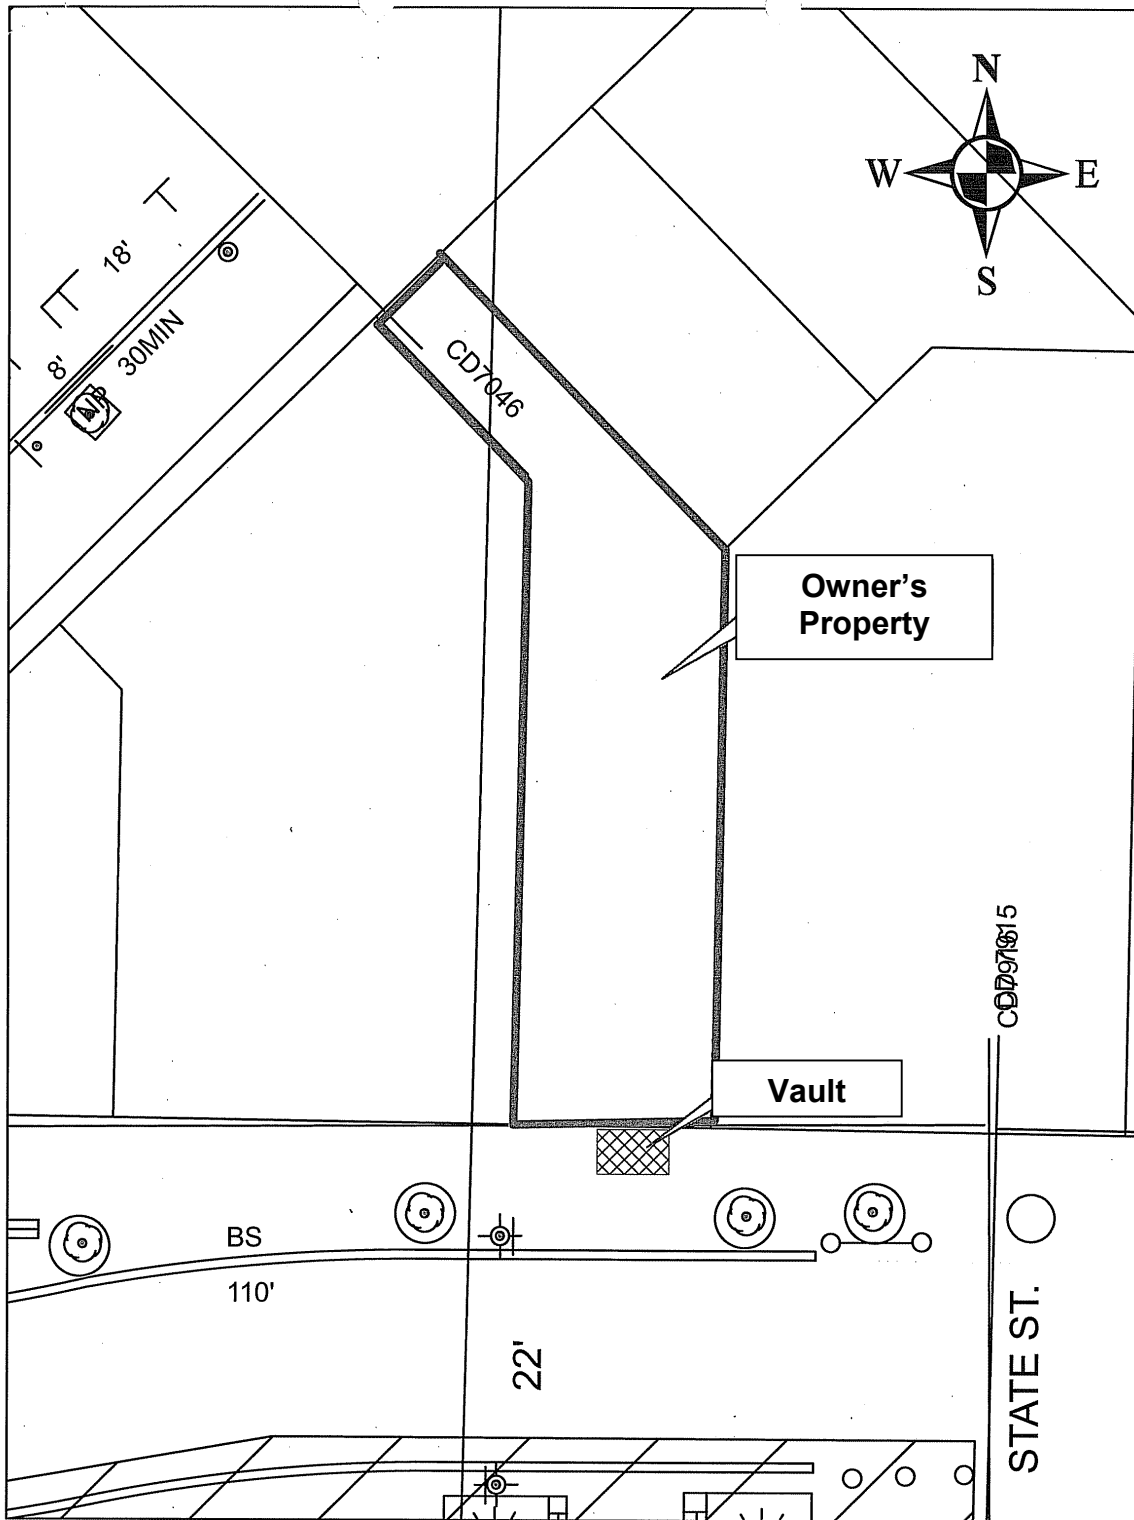 N
W
E
S
18'
8'
30MIN
CD7046
Owner's
Property
Vault
BS
110'
22'
STATE ST.